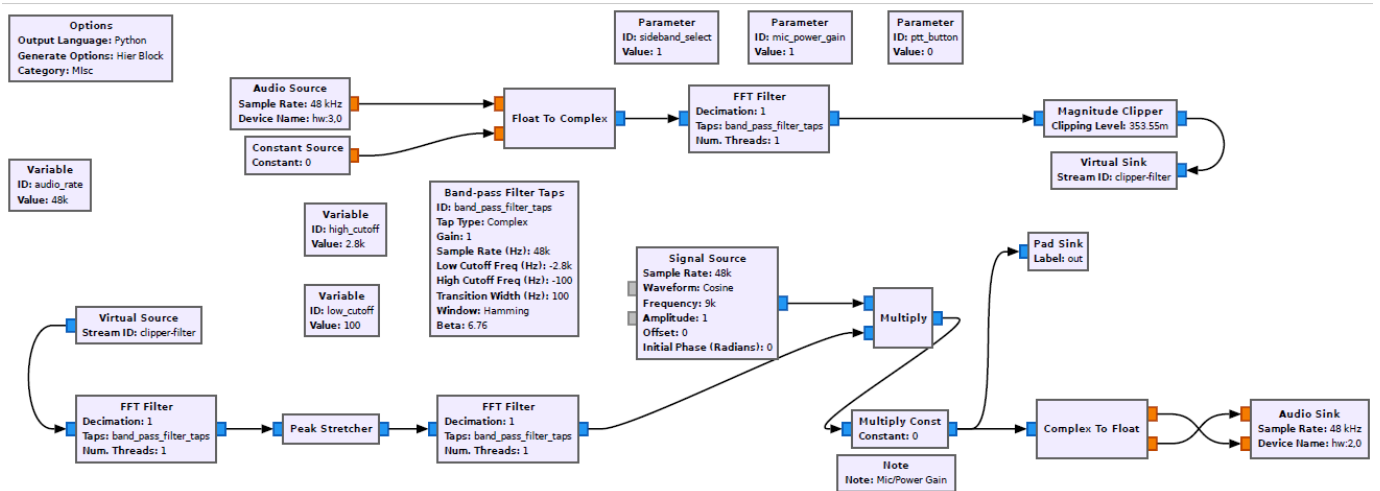 Options
Output Language: Python
Generate Options: Hier Block
Category: MIsc
Parameter
ID: sideband_select
Value: 1
Parameter
ID: mic_power_gain
Value: 1
Parameter
ID: ptt_button
Value: 0
Audio Source
Sample Rate: 48 kHz
Device Name: hw:3,0
Constant Source
Constant: 0
Float To Complex
FFT Filter
Decimation: 1
Taps: band_pass_filter_taps
Num. Threads: 1
Magnitude Clipper
Clipping Level: 353.55m
Virtual Sink
Stream ID: clipper-filter
Variable
ID: audio_rate
Value: 48k
Variable
ID: high_cutoff
Value: 2.8k
Variable
ID: low_cutoff
Value: 100
Band-pass Filter Taps
ID: band_pass_filter_taps
Tap Type: Complex
Gain: 1
Sample Rate (Hz): 48k
Low Cutoff Freq (Hz): -2.8k
High Cutoff Freq (Hz): -100
Transition Width (Hz): 100
Window: Hamming
Beta: 6.76
Signal Source
Sample Rate: 48k
Waveform: Cosine
Frequency: 9k
Amplitude: 1
Offset: 0
Initial Phase (Radians): 0
Multiply
Pad Sink
Label: out
Virtual Source
Stream ID: clipper-filter
FFT Filter
Decimation: 1
Taps: band_pass_filter_taps
Num. Threads: 1
Peak Stretcher
FFT Filter
Decimation: 1
Taps: band_pass_filter_taps
Num. Threads: 1
Multiply Const
Constant: 0
Note
Note: Mic/Power Gain
Complex To Float
Audio Sink
Sample Rate: 48 kHz
Device Name: hw:2,0